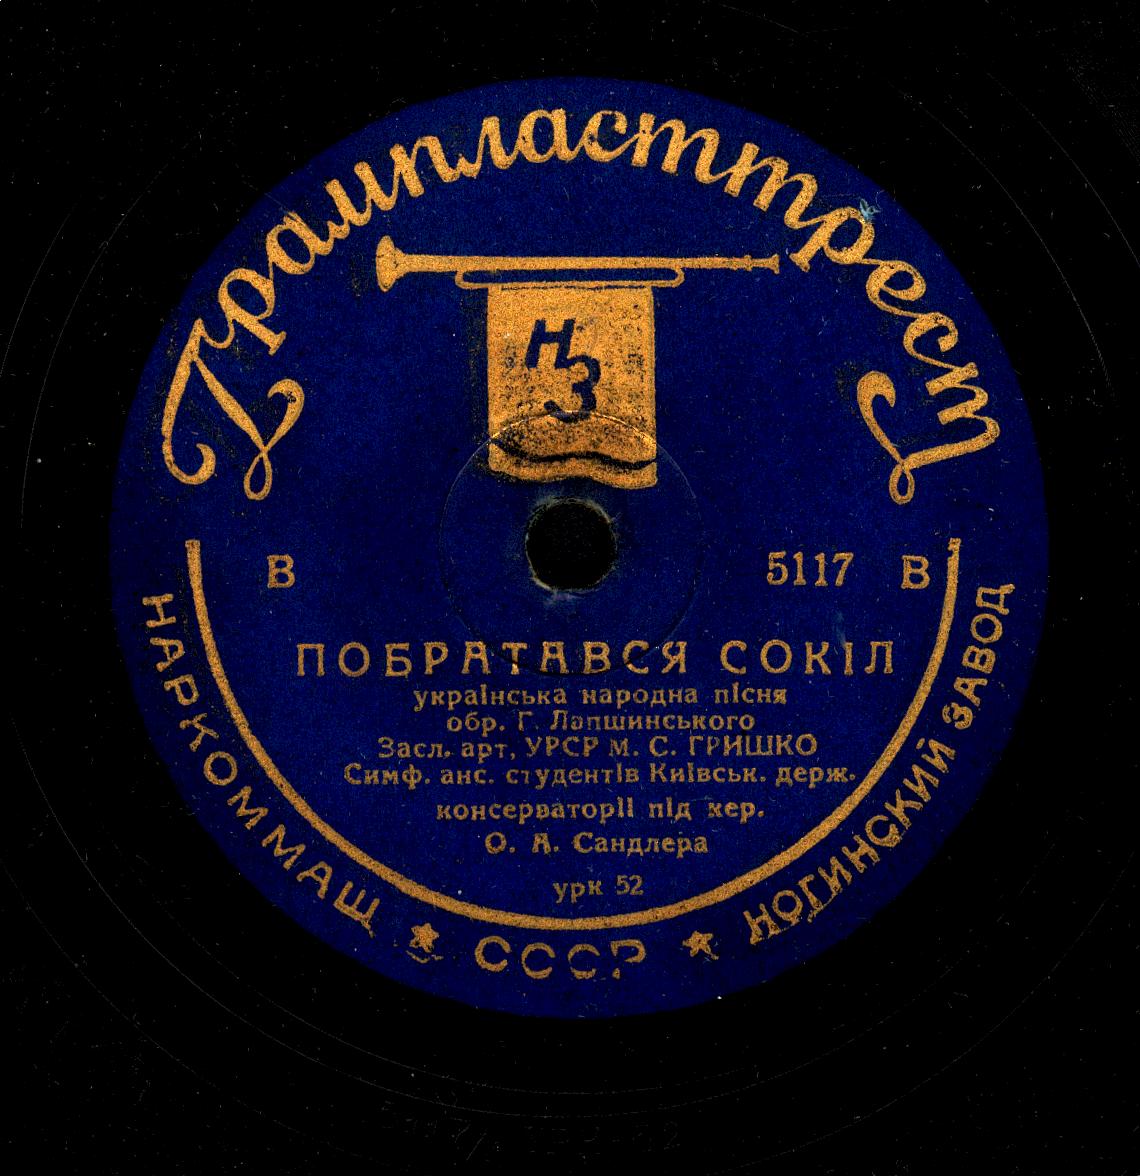 Грампласттрест
НЗ
В 5117 В
ПОБРАТАВСЯ СОКІЛ
українська народна пісня
обр. Г. Лапшинського
Засл. арт, УРСР М. С. ГРИШКО
Симф. анс. студентів Київськ. держ.
консерваторії під кер.
О. А. Сандлера
урк 52
НАРКОММАШ ★ СССР ★ НОГИНСКИЙ ЗАВОД